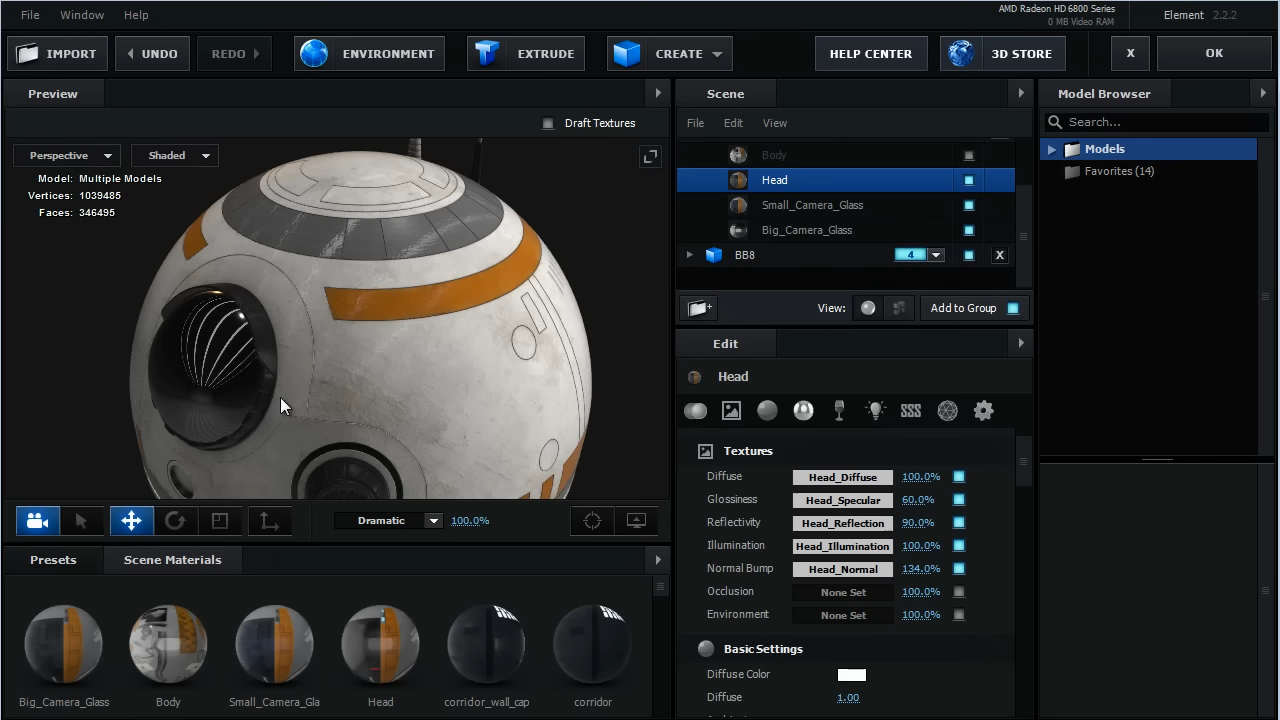 File Window Help
AMD Radeon HD 6800 Series
0 MB Video RAM
Element 2.2.2
IMPORT UNDO REDO ENVIRONMENT EXTRUDE CREATE HELP CENTER 3D STORE X OK
Preview
Draft Textures
Perspective Shaded
Model: Multiple Models
Vertices: 1039485
Faces: 346495
Dramatic 100.0%
Presets Scene Materials
Big_Camera_Glass Body Small_Camera_Gla Head corridor_wall_cap corridor
Scene
File Edit View
Body
Head
Small_Camera_Glass
Big_Camera_Glass
BB8 4 X
View: Add to Group
Edit
Head
SSS
Textures
Diffuse Head_Diffuse 100.0%
Glossiness Head_Specular 60.0%
Reflectivity Head_Reflection 90.0%
Illumination Head_Illumination 100.0%
Normal Bump Head_Normal 134.0%
Occlusion None Set 100.0%
Environment None Set 100.0%
Basic Settings
Diffuse Color
Diffuse 1.00
Model Browser
Search...
Models
Favorites (14)